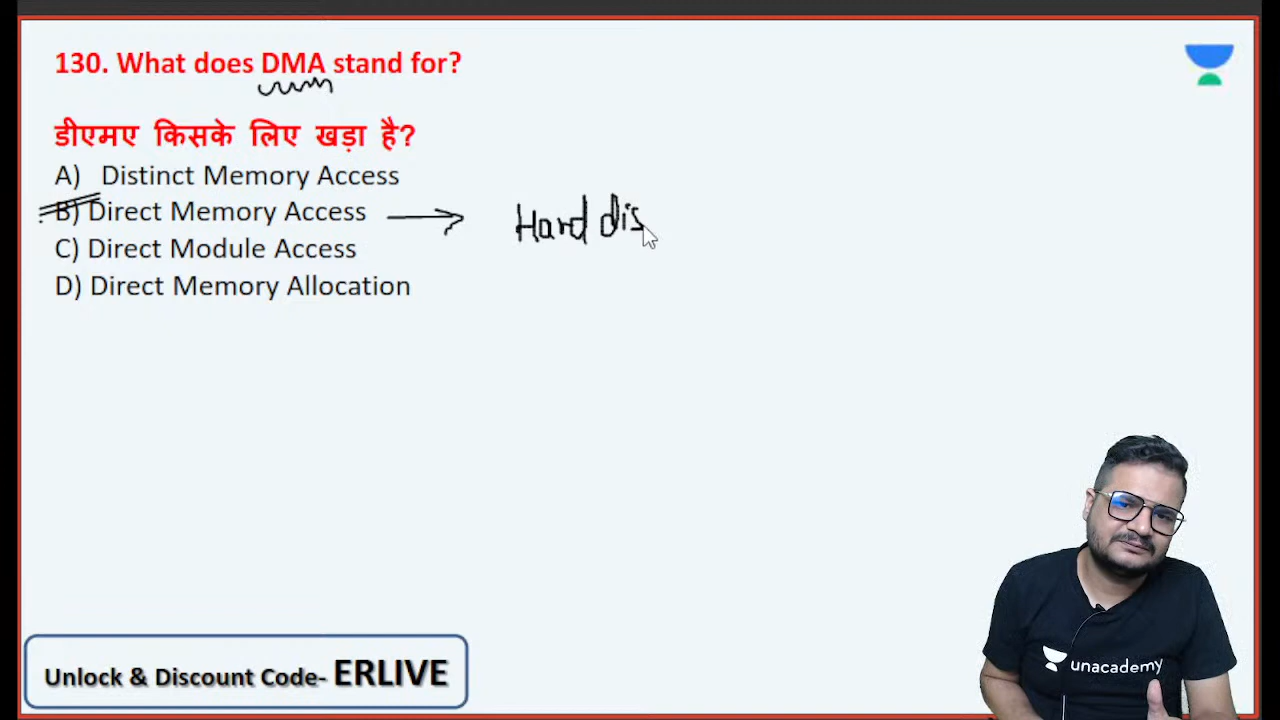 130. What does DMA stand for?
डीएमए किसके लिए खड़ा है?
A) Distinct Memory Access
B) Direct Memory Access → Hard dis
C) Direct Module Access
D) Direct Memory Allocation
unacademy
Unlock & Discount Code- ERLIVE